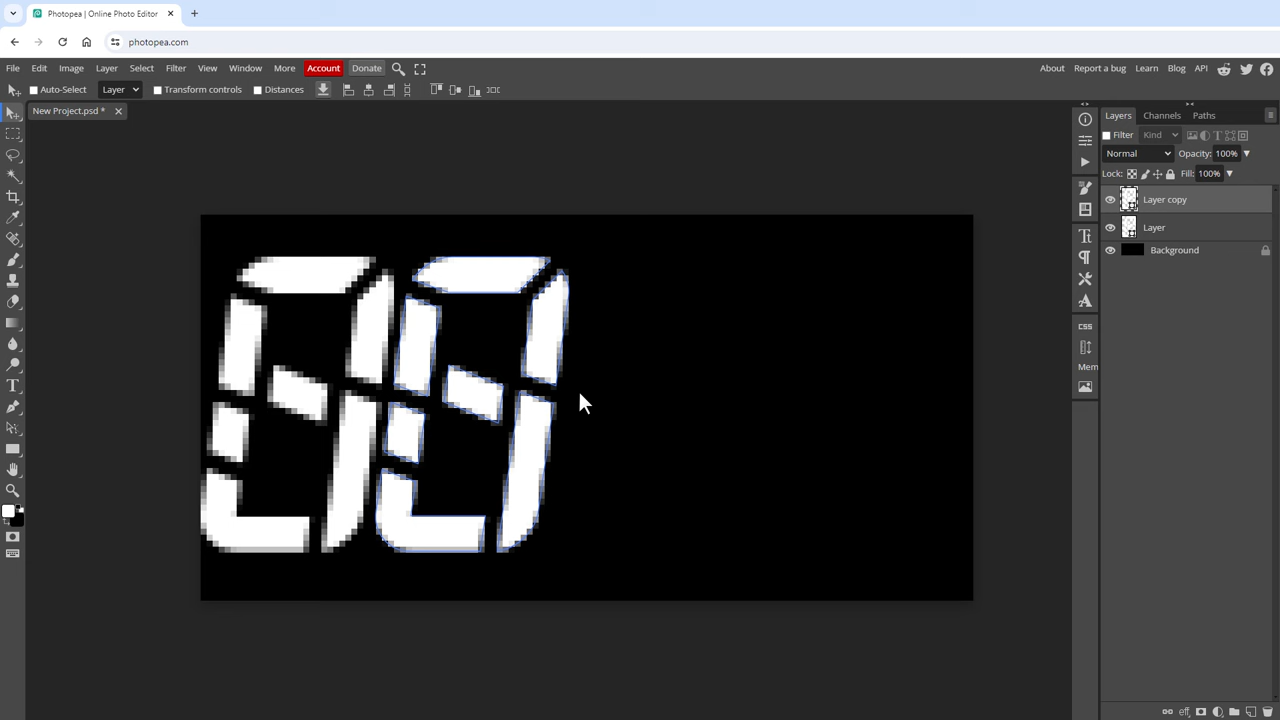 Photopea | Online Photo Editor
photopea.com
File Edit Image Layer Select Filter View Window More Account Donate About Report a bug Learn Blog API
Auto-Select Layer Transform controls Distances
New Project.psd *
Layers Channels Paths
Filter Kind
Normal Opacity: 100%
Lock: Fill: 100%
Layer copy
Layer
Background
CSS
Mem